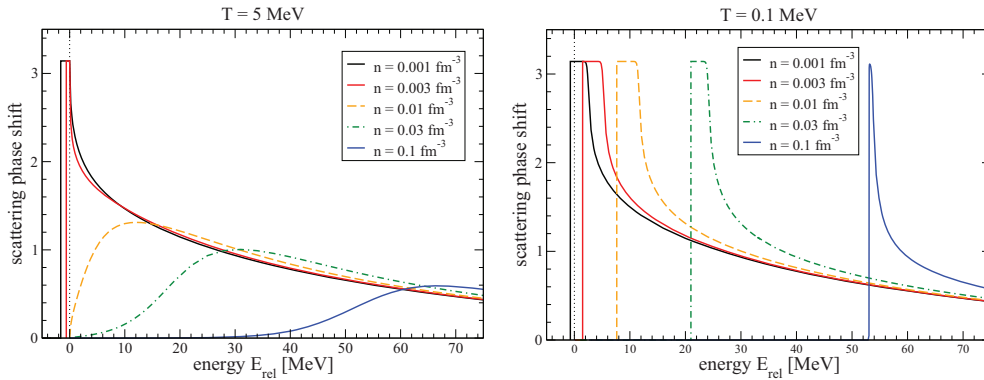 T = 5 MeV
scattering phase shift
3
2
1
0
n = 0.001 fm⁻³
n = 0.003 fm⁻³
n = 0.01 fm⁻³
n = 0.03 fm⁻³
n = 0.1 fm⁻³
0 10 20 30 40 50 60 70
energy E_rel [MeV]
T = 0.1 MeV
scattering phase shift
3
2
1
0
n = 0.001 fm⁻³
n = 0.003 fm⁻³
n = 0.01 fm⁻³
n = 0.03 fm⁻³
n = 0.1 fm⁻³
0 10 20 30 40 50 60 70
energy E_rel [MeV]